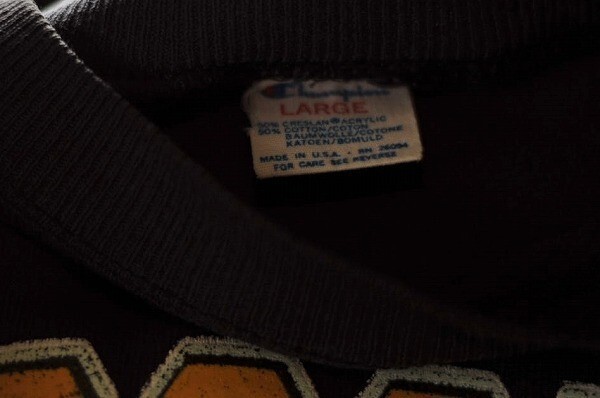 Champion
LARGE
50% CRESLAN® ACRYLIC
50% COTTON/COTON
BAUMWOLLE/COTONE
KATOEN/BOMULD
MADE IN U.S.A. - RN 26094
FOR CARE SEE REVERSE